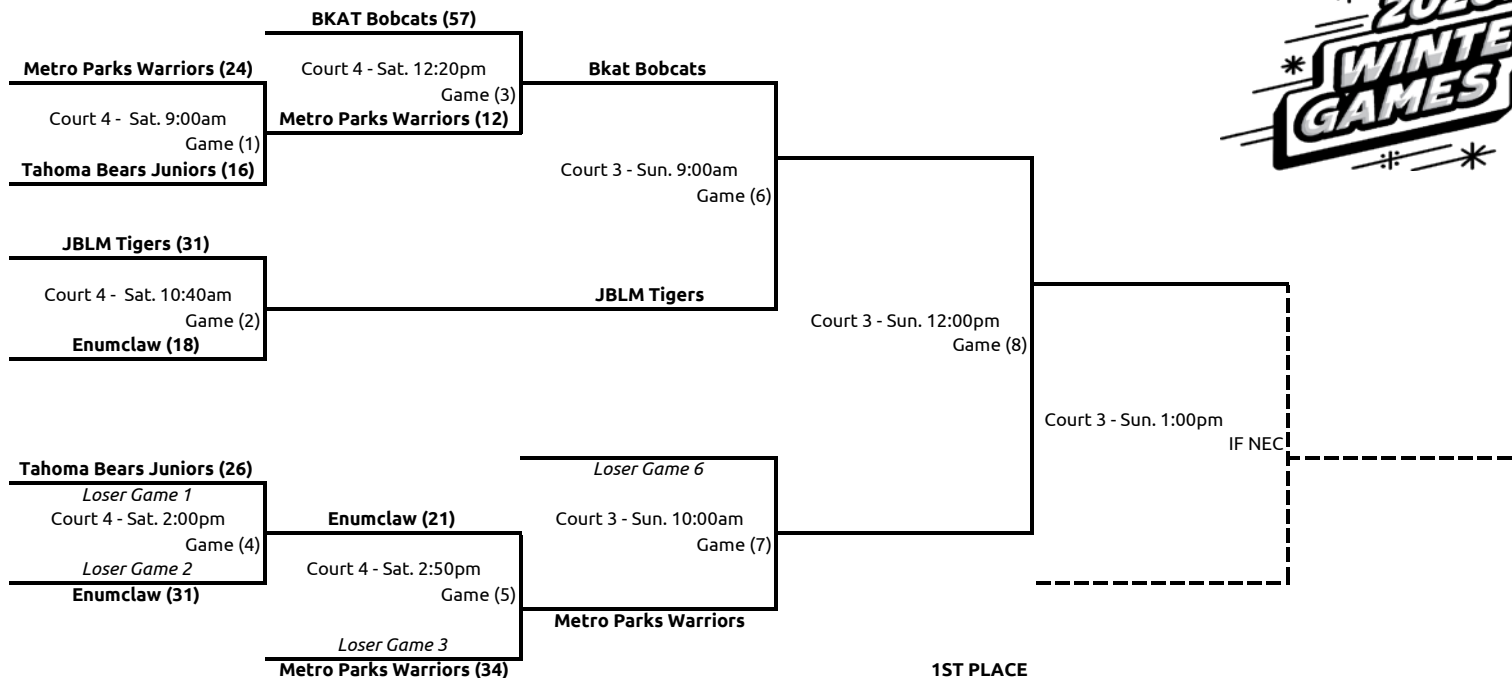 BKAT Bobcats (57)
WINTE
GAMES
Metro Parks Warriors (24)
Court 4 - Sat. 12:20pm
Bkat Bobcats
Game (3)
Court 4 - Sat. 9:00am
Metro Parks Warriors (12)
Game (1)
Tahoma Bears Juniors (16)
Court 3 - Sun. 9:00am
Game (6)
JBLM Tigers (31)
Court 4 - Sat. 10:40am
JBLM Tigers
Game (2)
Court 3 - Sun. 12:00pm
Enumclaw (18)
Game (8)
Court 3 - Sun. 1:00pm
IF NEC
Tahoma Bears Juniors (26)
Loser Game 6
Loser Game 1
Court 4 - Sat. 2:00pm
Enumclaw (21)
Court 3 - Sun. 10:00am
Game (4)
Game (7)
Loser Game 2
Court 4 - Sat. 2:50pm
Enumclaw (31)
Game (5)
Metro Parks Warriors
Loser Game 3
Metro Parks Warriors (34)
1ST PLACE